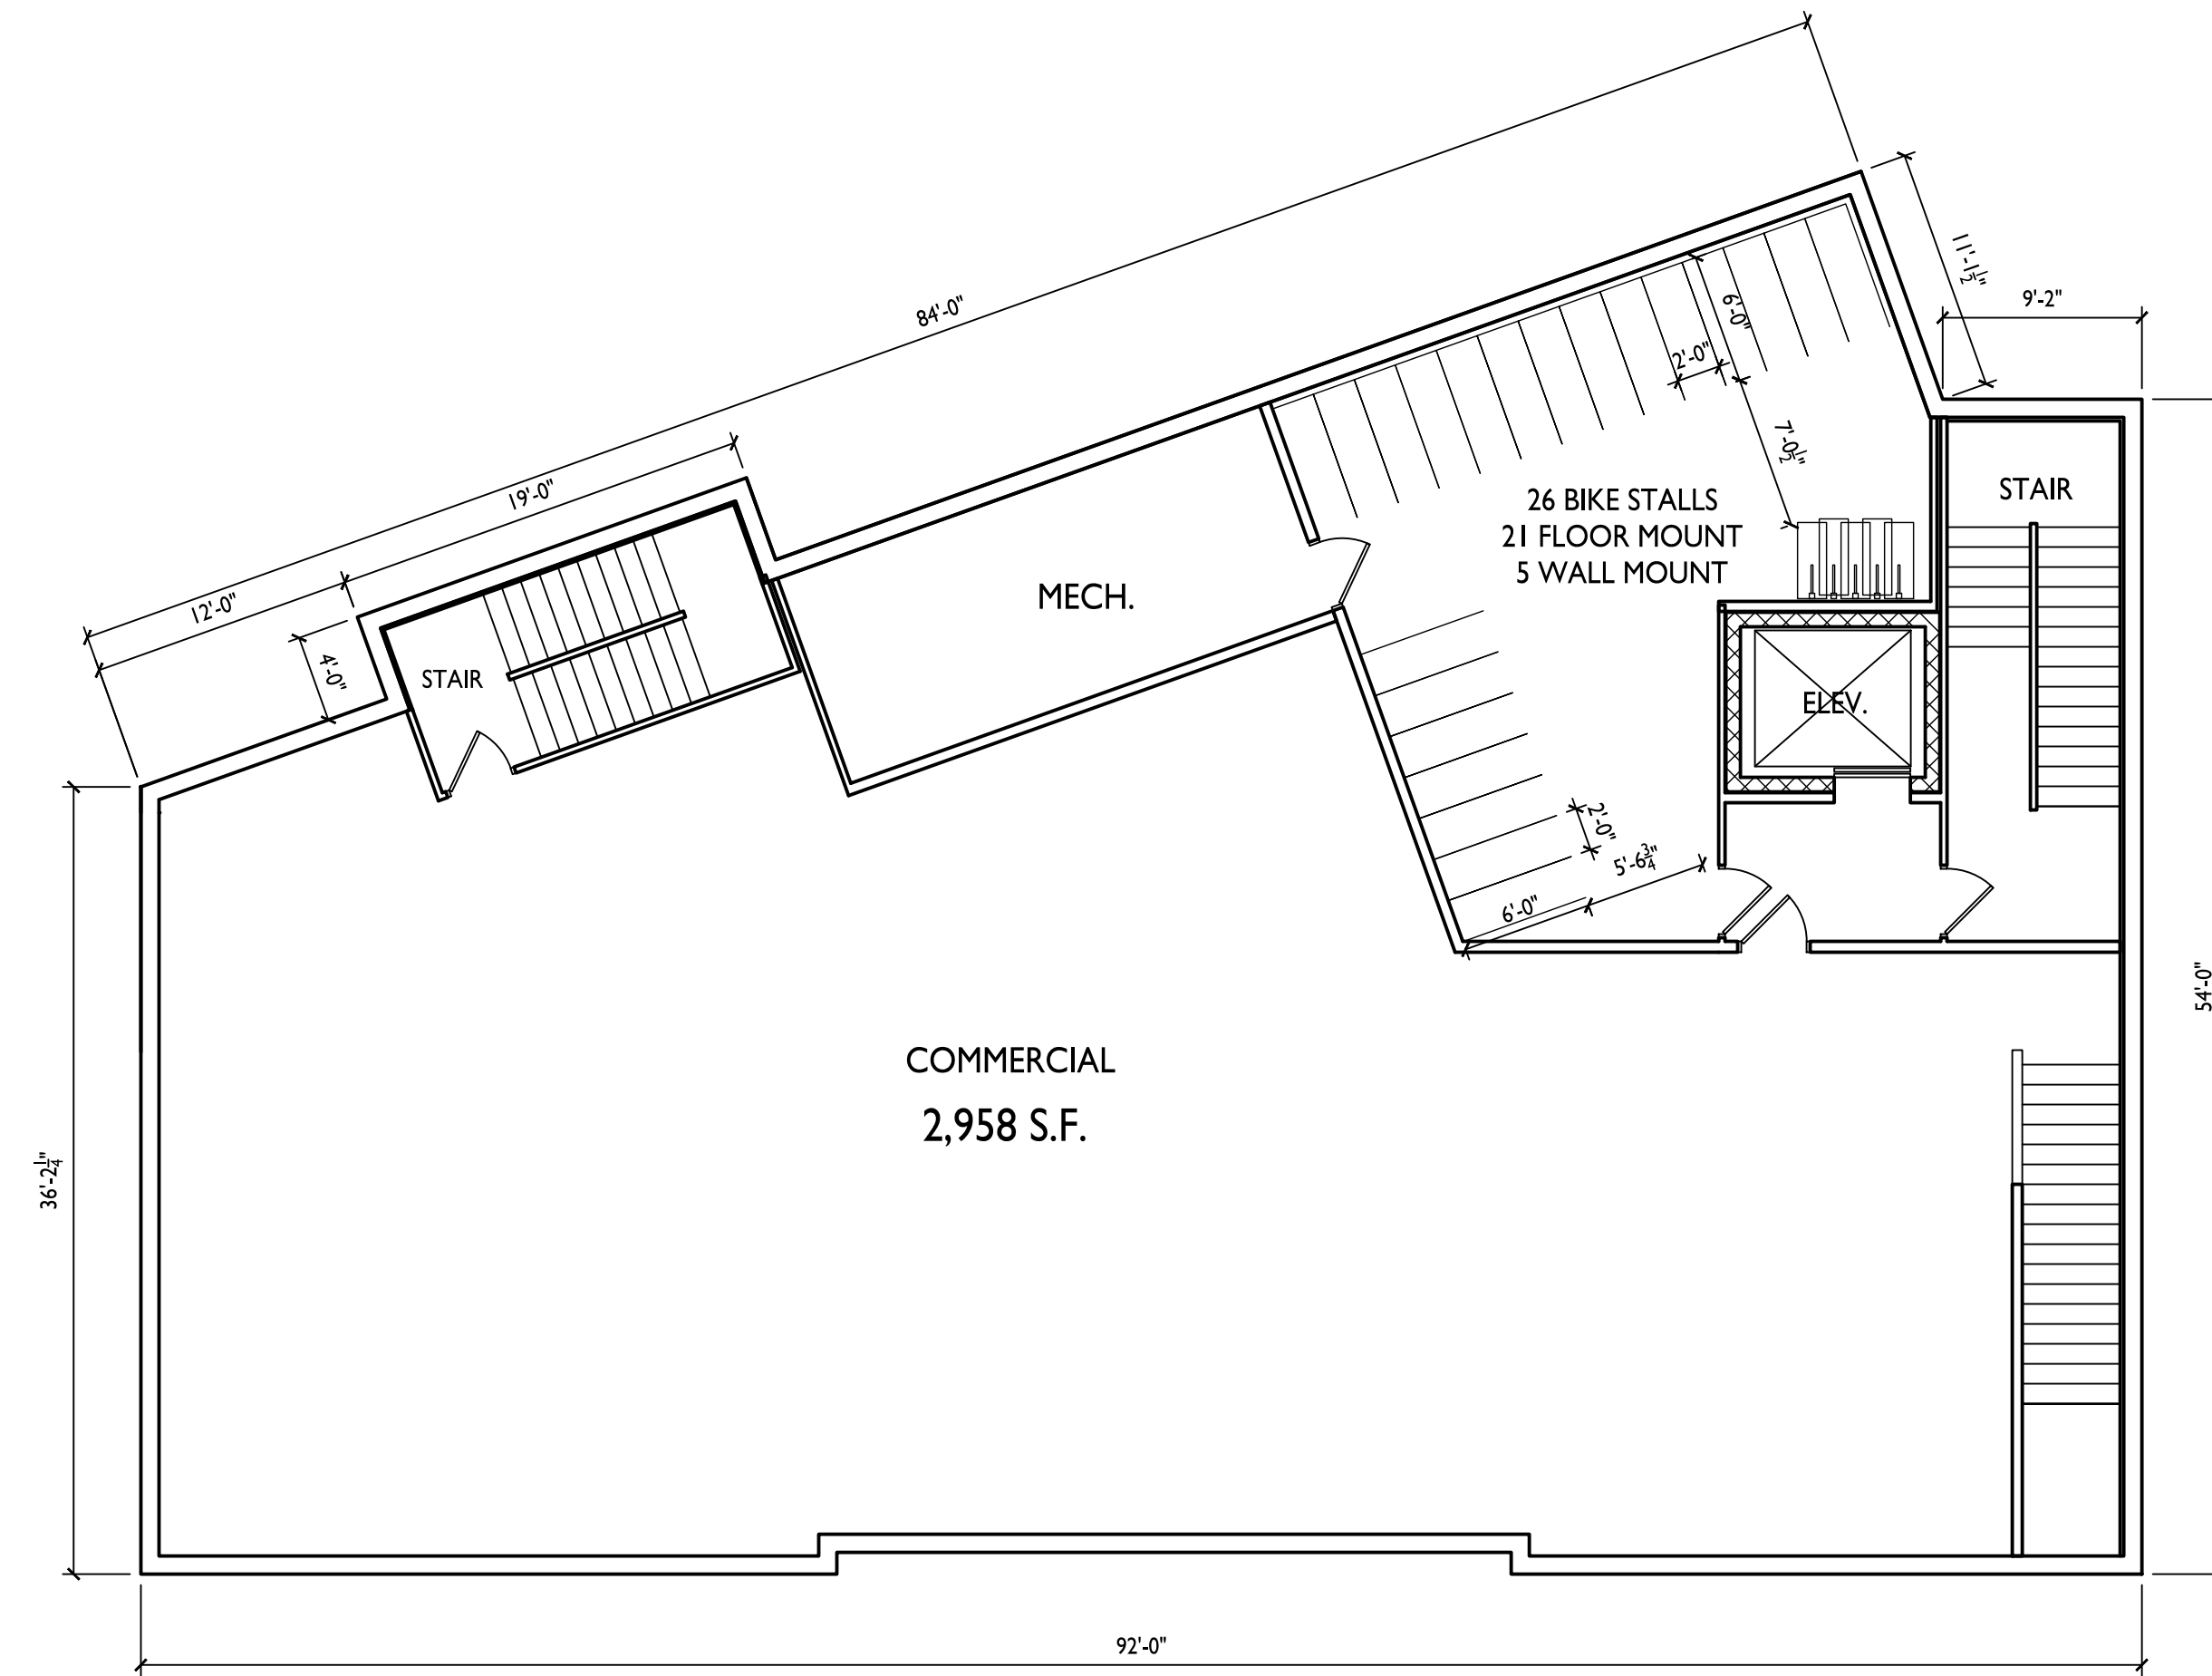 84'-0"
11'-1½"
9'-2"
6'-0"
2'-0"
7'-0½"
19'-0"
12'-0"
4'-0"
STAIR
26 BIKE STALLS
21 FLOOR MOUNT
5 WALL MOUNT
STAIR
MECH.
ELEV.
2'-0"
5'-6¾"
6'-0"
54'-0"
COMMERCIAL
2,958 S.F.
36'-2¼"
92'-0"